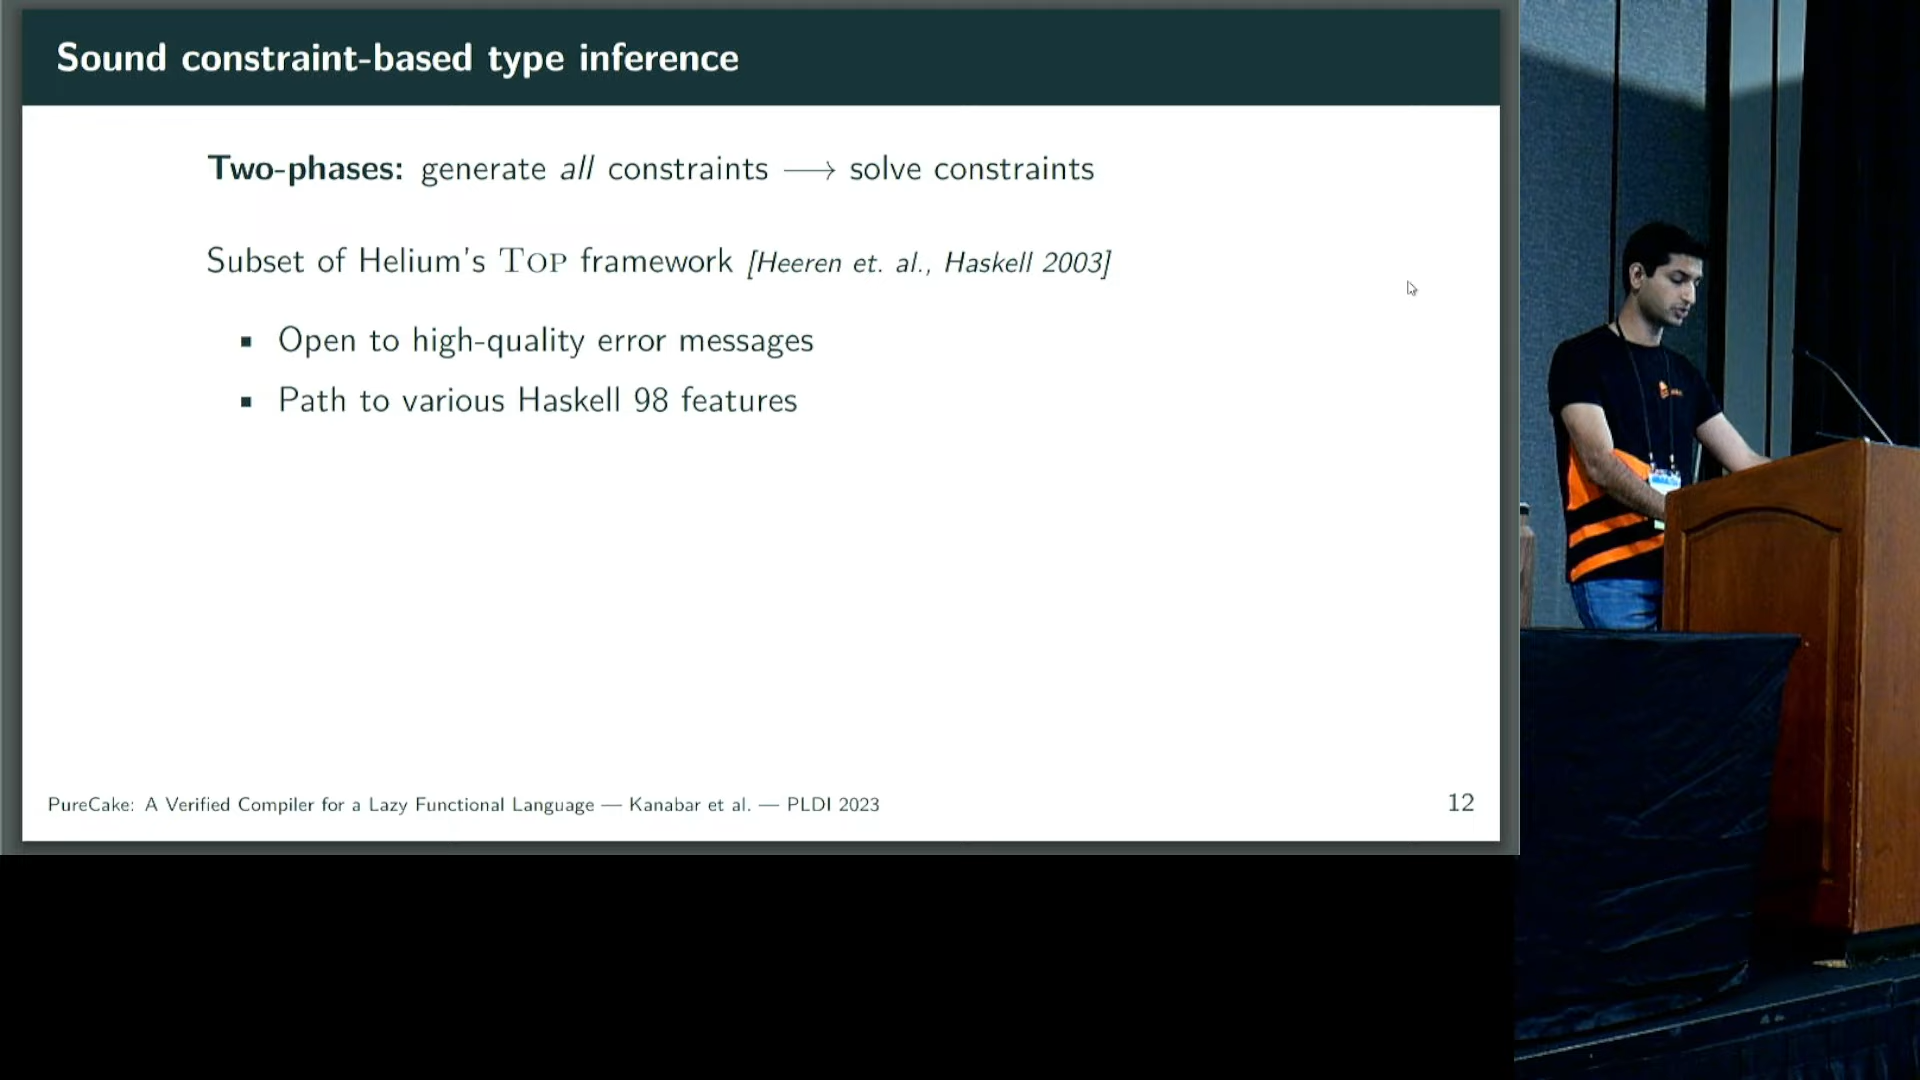 Sound constraint-based type inference
Two-phases: generate all constraints ⟶ solve constraints
Subset of Helium's TOP framework [Heeren et. al., Haskell 2003]
▪ Open to high-quality error messages
▪ Path to various Haskell 98 features
PureCake: A Verified Compiler for a Lazy Functional Language — Kanabar et al. — PLDI 2023
12